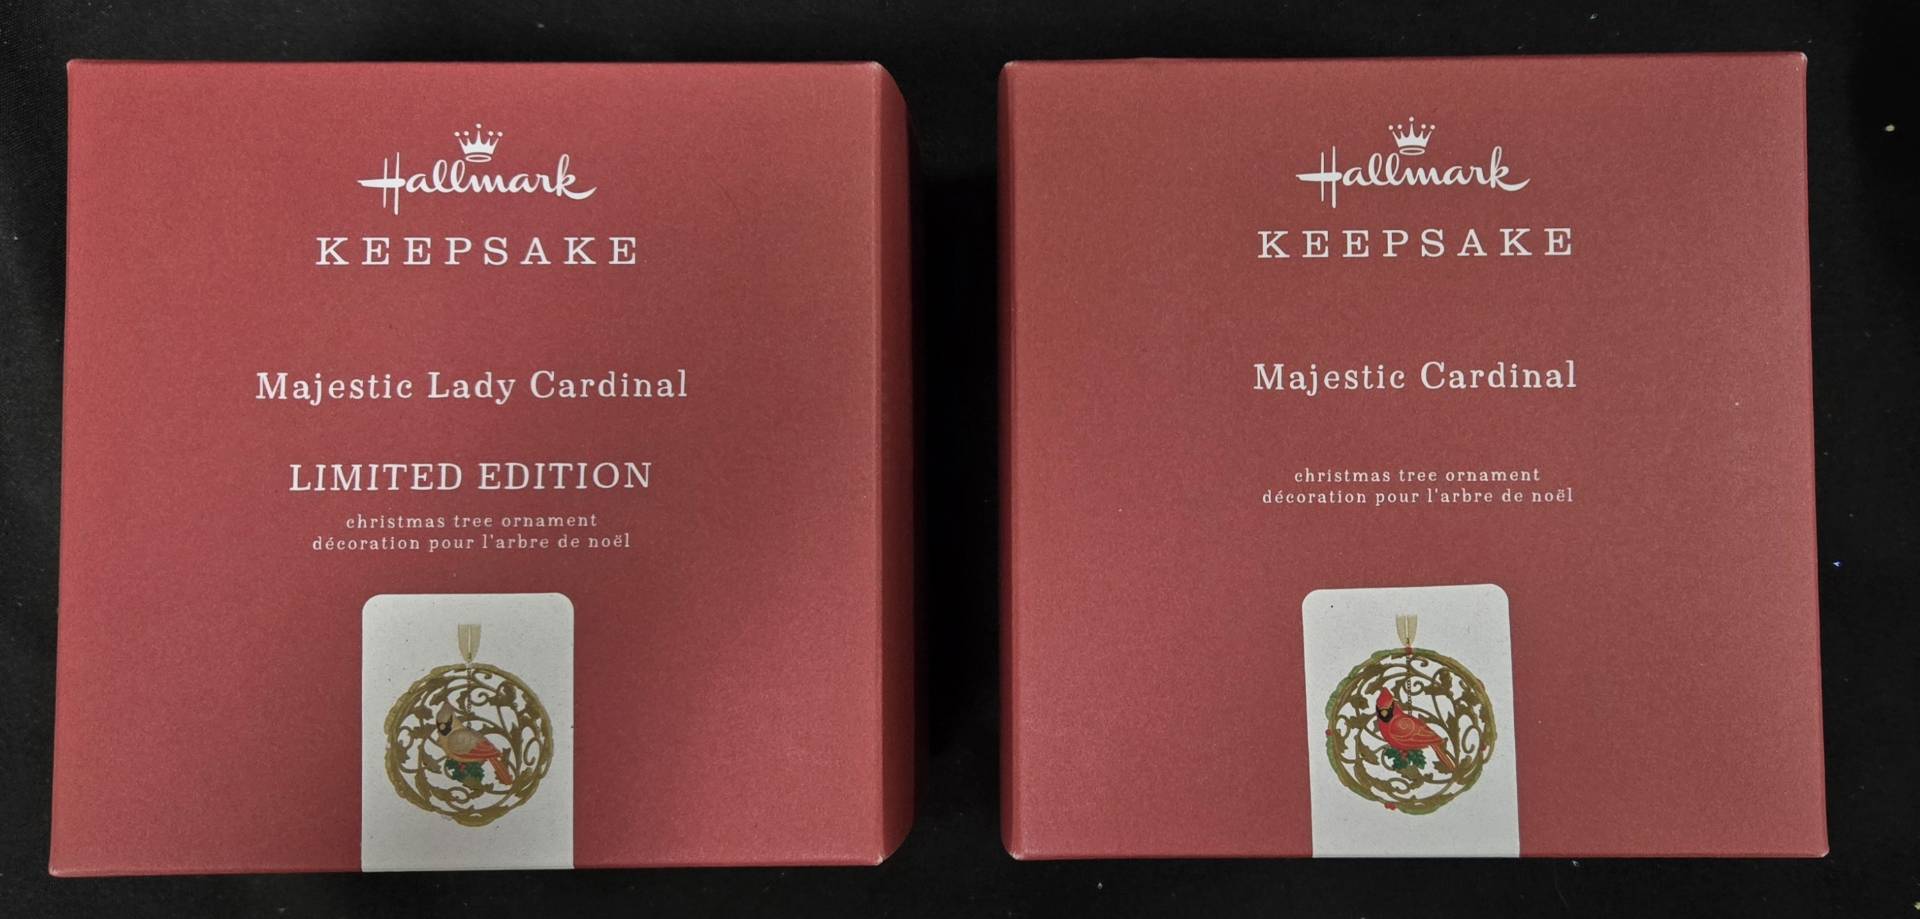 Hallmark
KEEPSAKE
Majestic Lady Cardinal
LIMITED EDITION
christmas tree ornament
décoration pour l'arbre de noël
Hallmark
KEEPSAKE
Majestic Cardinal
christmas tree ornament
décoration pour l'arbre de noël